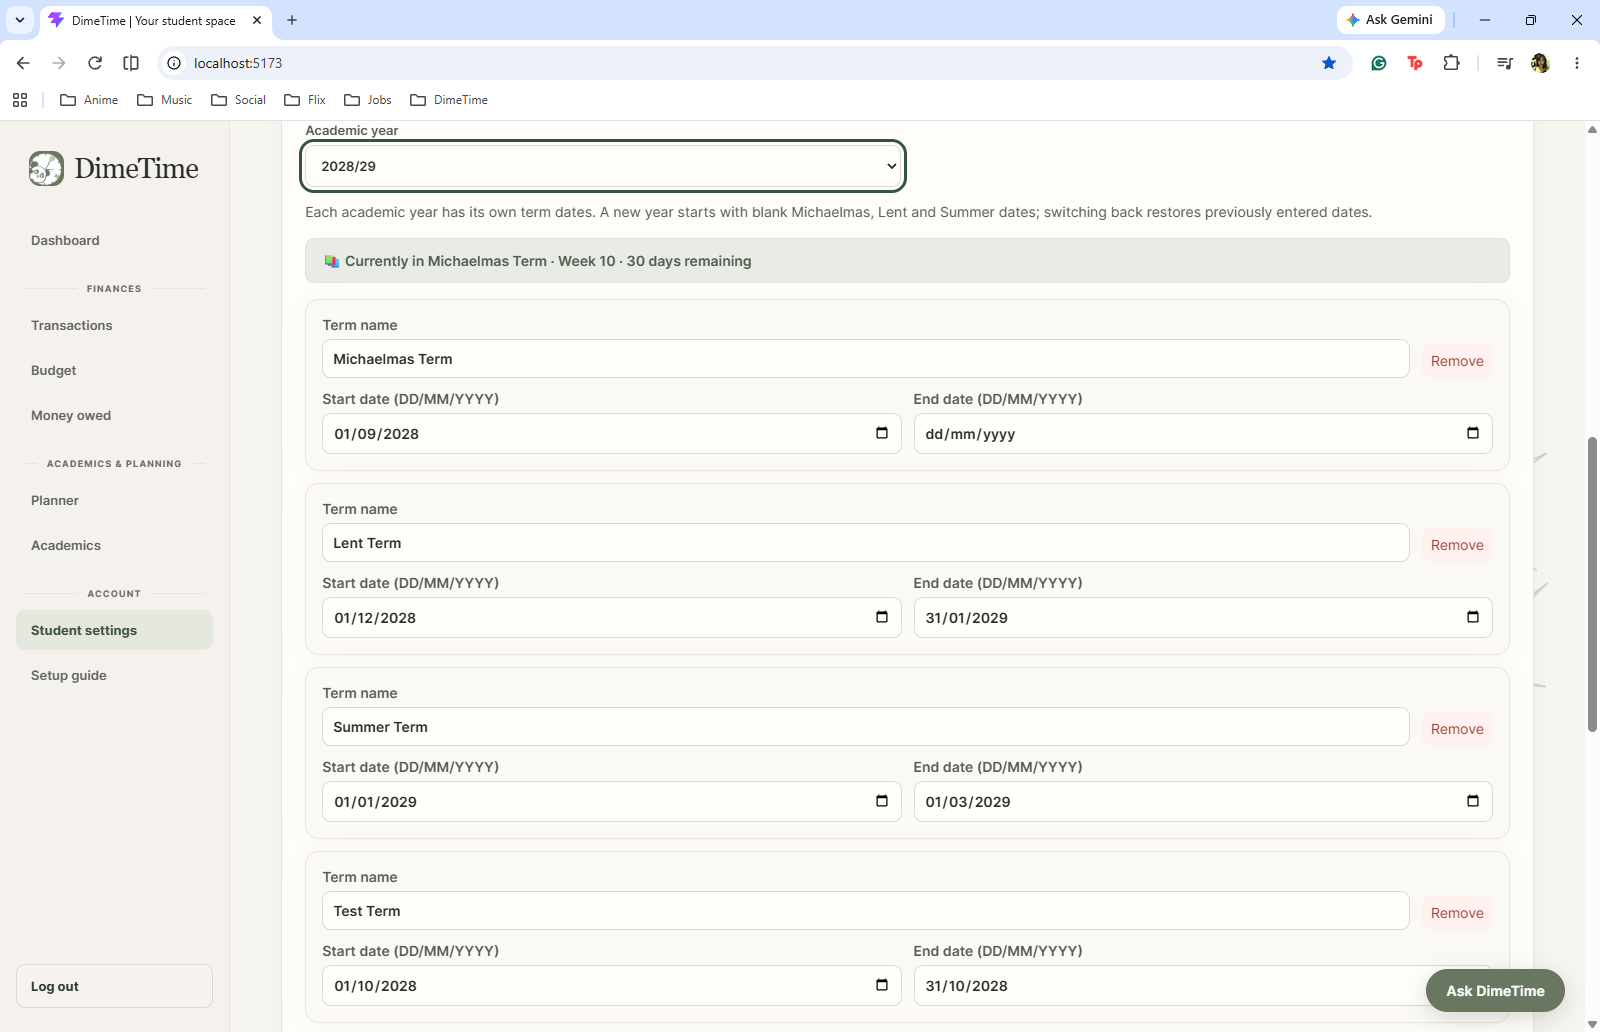 DimeTime | Your student space
Ask Gemini
localhost:5173
Anime
Music
Social
Flix
Jobs
DimeTime
DimeTime
Dashboard
FINANCES
Transactions
Budget
Money owed
ACADEMICS & PLANNING
Planner
Academics
ACCOUNT
Student settings
Setup guide
Log out
Academic year
2028/29
Each academic year has its own term dates. A new year starts with blank Michaelmas, Lent and Summer dates; switching back restores previously entered dates.
Currently in Michaelmas Term · Week 10 · 30 days remaining
Term name
Michaelmas Term
Remove
Start date (DD/MM/YYYY)
End date (DD/MM/YYYY)
01/09/2028
dd/mm/yyyy
Term name
Lent Term
Remove
Start date (DD/MM/YYYY)
End date (DD/MM/YYYY)
01/12/2028
31/01/2029
Term name
Summer Term
Remove
Start date (DD/MM/YYYY)
End date (DD/MM/YYYY)
01/01/2029
01/03/2029
Term name
Test Term
Remove
Start date (DD/MM/YYYY)
End date (DD/MM/YYYY)
01/10/2028
31/10/2028
Ask DimeTime